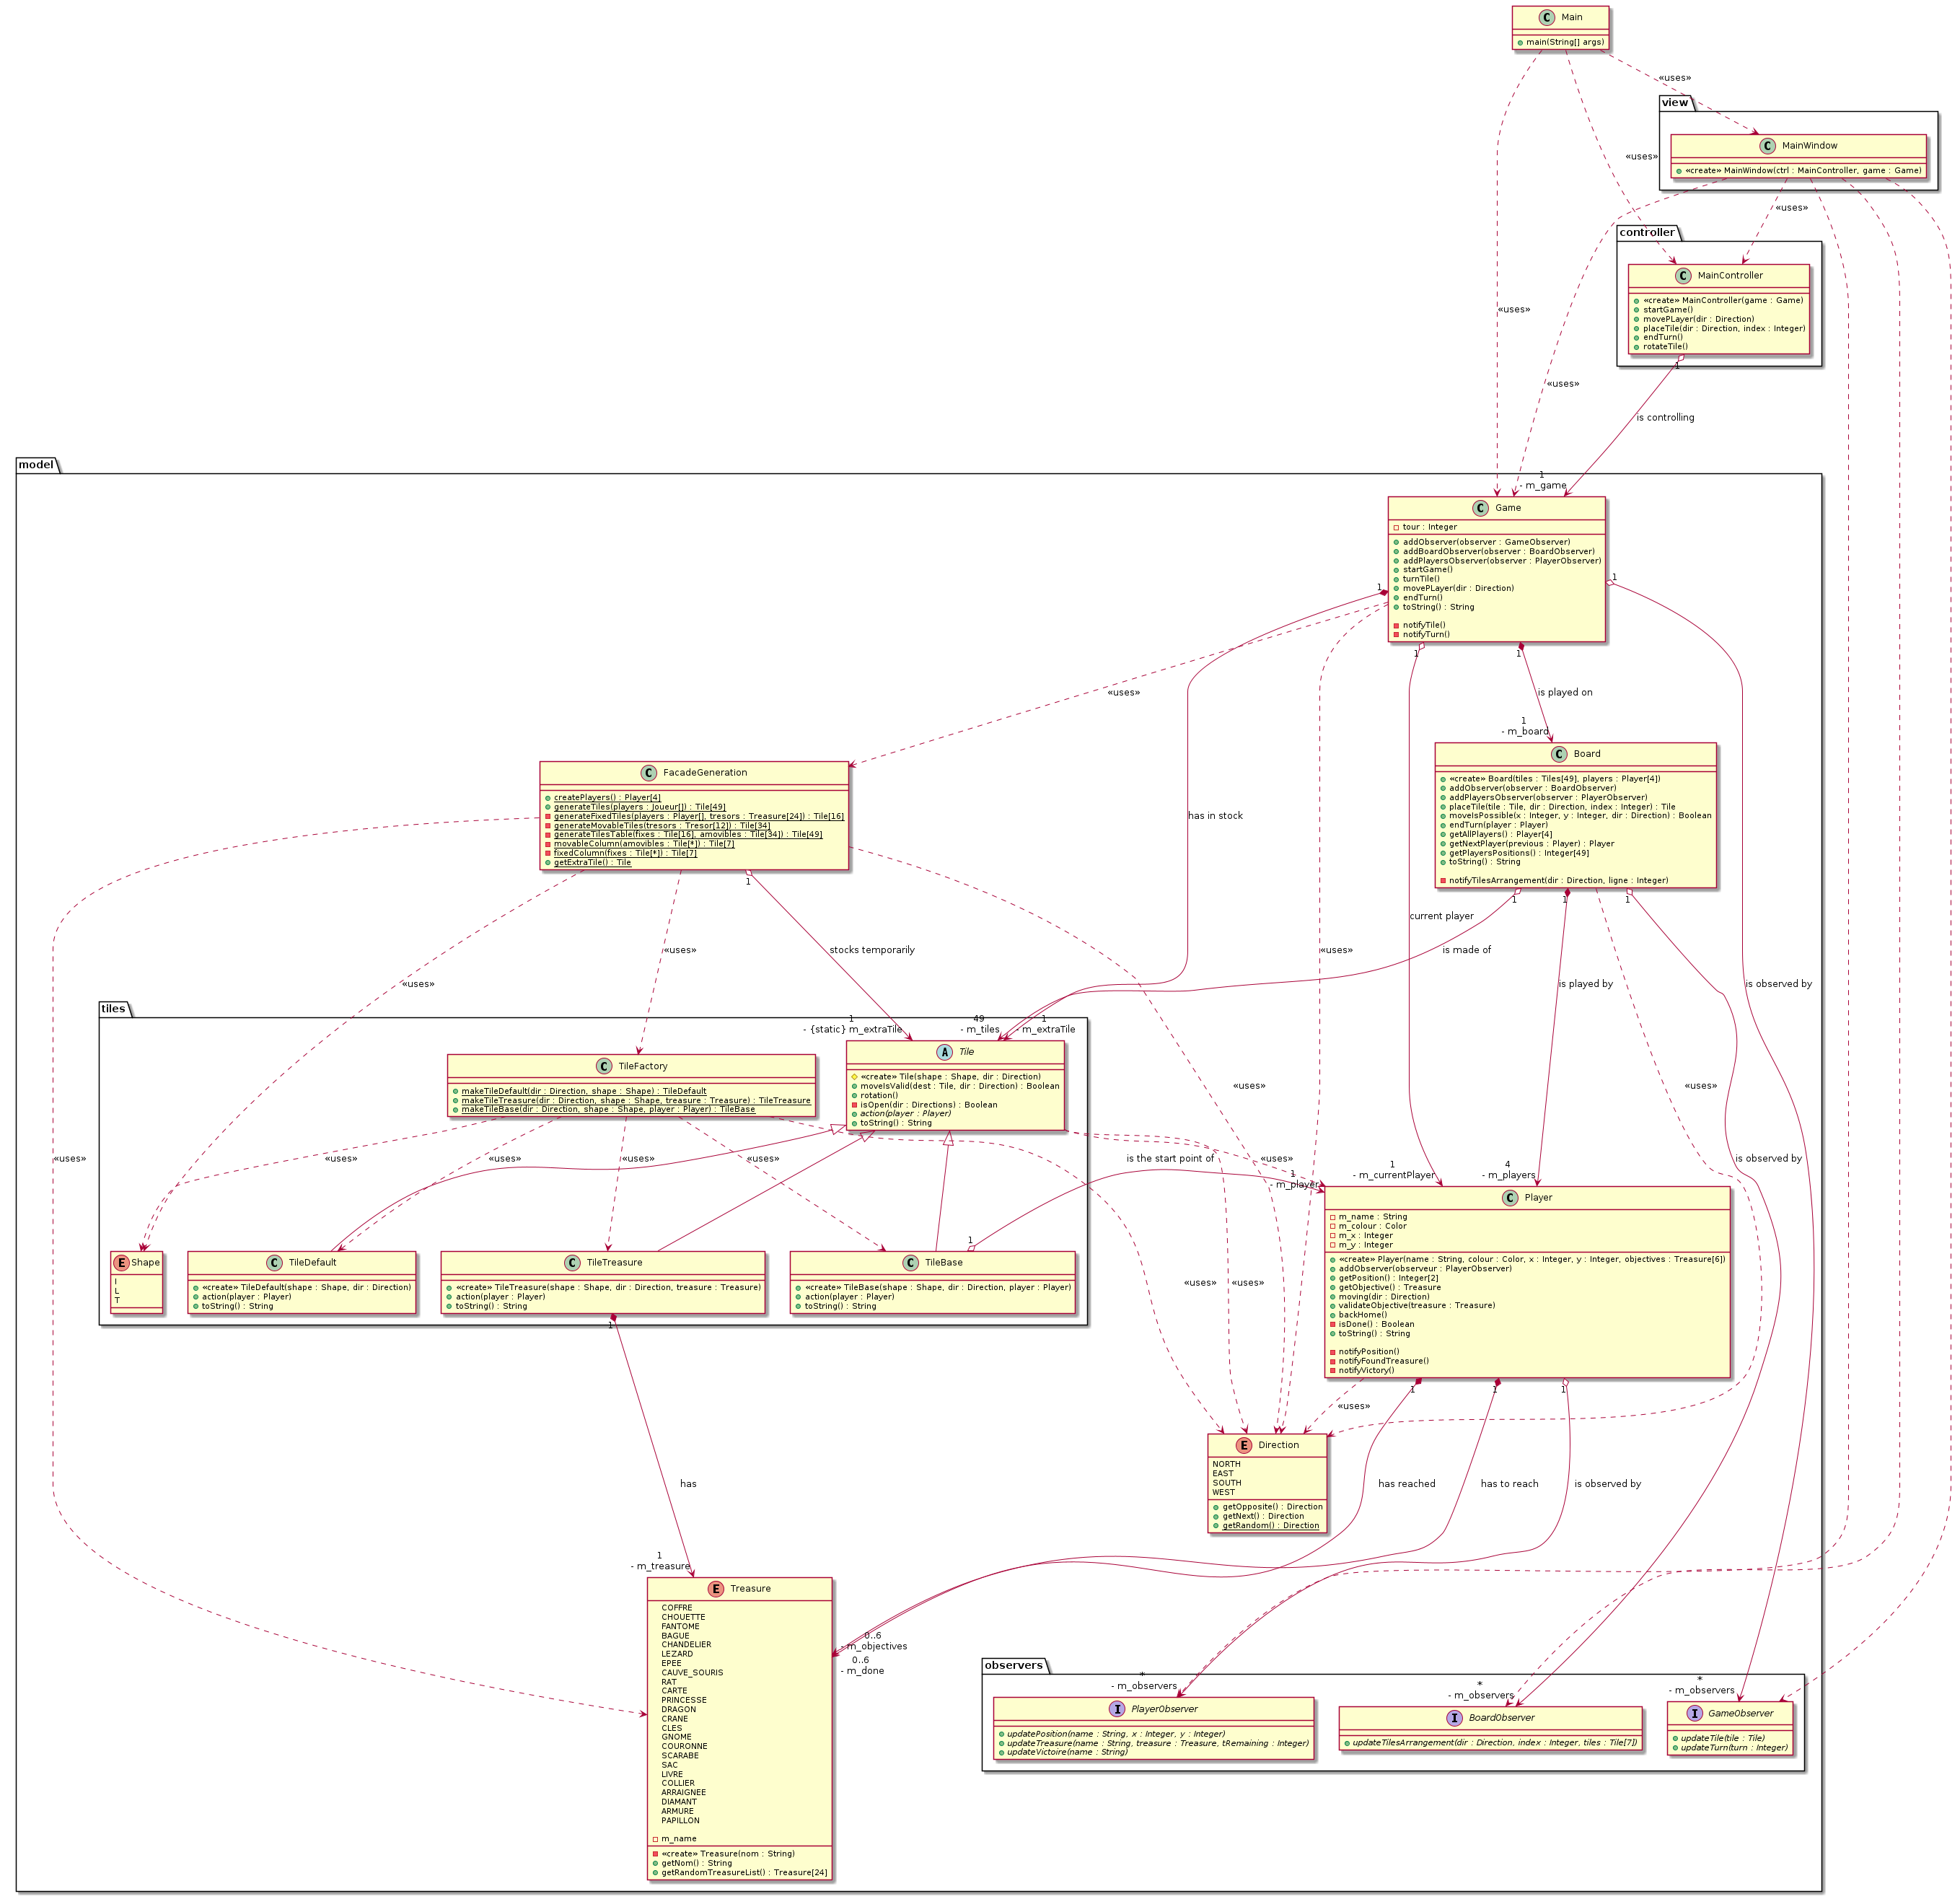 C Main
main(String[] args)
«uses»
view
C MainWindow
«create» MainWindow(ctrl : MainController, game : Game)
«uses»
«uses»
controller
C MainController
«create» MainController(game : Game)
startGame()
movePLayer(dir : Direction)
placeTile(dir : Direction, index : Integer)
endTurn()
rotateTile()
1
«uses»
«uses»
is controlling
model
1
- m_game
C Game
tour : Integer
addObserver(observer : GameObserver)
addBoardObserver(observer : BoardObserver)
addPlayersObserver(observer : PlayerObserver)
startGame()
turnTile()
movePLayer(dir : Direction)
endTurn()
toString() : String
notifyTile()
notifyTurn()
1
1
1
1
«uses»
is played on
1
- m_board
C FacadeGeneration
createPlayers() : Player[4]
generateTiles(players : Joueur[]) : Tile[49]
generateFixedTiles(players : Player[], tresors : Treasure[24]) : Tile[16]
generateMovableTiles(tresors : Tresor[12]) : Tile[34]
generateTilesTable(fixes : Tile[16], amovibles : Tile[34]) : Tile[49]
movableColumn(amovibles : Tile[*]) : Tile[7]
fixedColumn(fixes : Tile[*]) : Tile[7]
getExtraTile() : Tile
1
has in stock
C Board
«create» Board(tiles : Tiles[49], players : Player[4])
addObserver(observer : BoardObserver)
addPlayersObserver(observer : PlayerObserver)
placeTile(tile : Tile, dir : Direction, index : Integer) : Tile
moveIsPossible(x : Integer, y : Integer, dir : Direction) : Boolean
endTurn(player : Player)
getAllPlayers() : Player[4]
getNextPlayer(previous : Player) : Player
getPlayersPositions() : Integer[49]
toString() : String
notifyTilesArrangement(dir : Direction, ligne : Integer)
1
1
1
current player
«uses»
stocks temporarily
«uses»
is made of
«uses»
is played by
is observed by
tiles
1
- {static} m_extraTile
49
- m_tiles
1
- m_extraTile
C TileFactory
makeTileDefault(dir : Direction, shape : Shape) : TileDefault
makeTileTreasure(dir : Direction, shape : Shape, treasure : Treasure) : TileTreasure
makeTileBase(dir : Direction, shape : Shape, player : Player) : TileBase
A Tile
«create» Tile(shape : Shape, dir : Direction)
moveIsValid(dest : Tile, dir : Direction) : Boolean
rotation()
isOpen(dir : Directions) : Boolean
action(player : Player)
toString() : String
«uses»
«uses»
«uses»
«uses»
«uses»
«uses»
«uses»
is the start point of
«uses»
is observed by
1
- m_player
1
- m_currentPlayer
4
- m_players
E Shape
I
L
T
C TileDefault
«create» TileDefault(shape : Shape, dir : Direction)
action(player : Player)
toString() : String
C TileTreasure
«create» TileTreasure(shape : Shape, dir : Direction, treasure : Treasure)
action(player : Player)
toString() : String
1
1
C TileBase
«create» TileBase(shape : Shape, dir : Direction, player : Player)
action(player : Player)
toString() : String
«uses»
«uses»
C Player
m_name : String
m_colour : Color
m_x : Integer
m_y : Integer
«create» Player(name : String, colour : Color, x : Integer, y : Integer, objectives : Treasure[6])
addObserver(observeur : PlayerObserver)
getPosition() : Integer[2]
getObjective() : Treasure
moving(dir : Direction)
validateObjective(treasure : Treasure)
backHome()
isDone() : Boolean
toString() : String
notifyPosition()
notifyFoundTreasure()
notifyVictory()
1
1
1
«uses»
E Direction
NORTH
EAST
SOUTH
WEST
getOpposite() : Direction
getNext() : Direction
getRandom() : Direction
has
has reached
has to reach
is observed by
1
- m_treasure
E Treasure
COFFRE
CHOUETTE
FANTOME
BAGUE
CHANDELIER
LEZARD
EPEE
CAUVE_SOURIS
RAT
CARTE
PRINCESSE
DRAGON
CRANE
CLES
GNOME
COURONNE
SCARABE
SAC
LIVRE
COLLIER
ARRAIGNEE
DIAMANT
ARMURE
PAPILLON
m_name
«create» Treasure(nom : String)
getNom() : String
getRandomTreasureList() : Treasure[24]
0..6
- m_objectives
0..6
- m_done
observers
*
- m_observers
*
- m_observers
*
- m_observers
I PlayerObserver
updatePosition(name : String, x : Integer, y : Integer)
updateTreasure(name : String, treasure : Treasure, tRemaining : Integer)
updateVictoire(name : String)
I BoardObserver
updateTilesArrangement(dir : Direction, index : Integer, tiles : Tile[7])
I GameObserver
updateTile(tile : Tile)
updateTurn(turn : Integer)